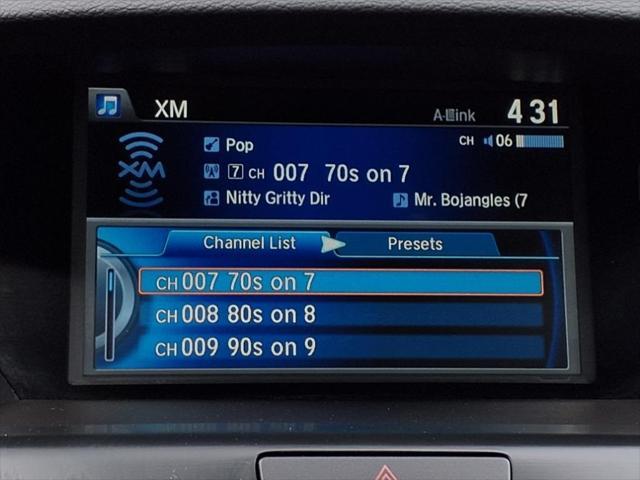 XM
A-Link
4 31
Pop
CH 06
XM
7 CH 007 70s on 7
Nitty Gritty Dir
Mr. Bojangles (7
Channel List
Presets
CH 007 70s on 7
CH 008 80s on 8
CH 009 90s on 9